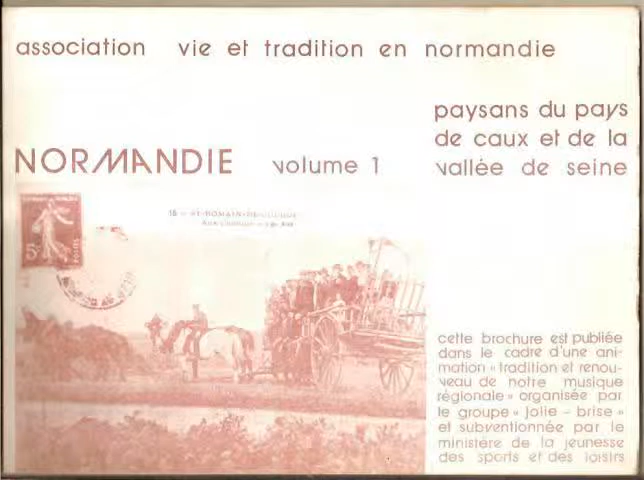 association vie et tradition en normandie
paysans du pays
de caux et de la
vallée de seine
NORMANDIE volume 1
5c
POSTES
cette brochure est publiée
dans le cadre d'une ani-
mation « tradition et renou-
veau de notre musique
régionale » organisée par
le groupe « jolie - brise »
et subventionnée par le
ministère de la jeunesse
des sports et des loisirs